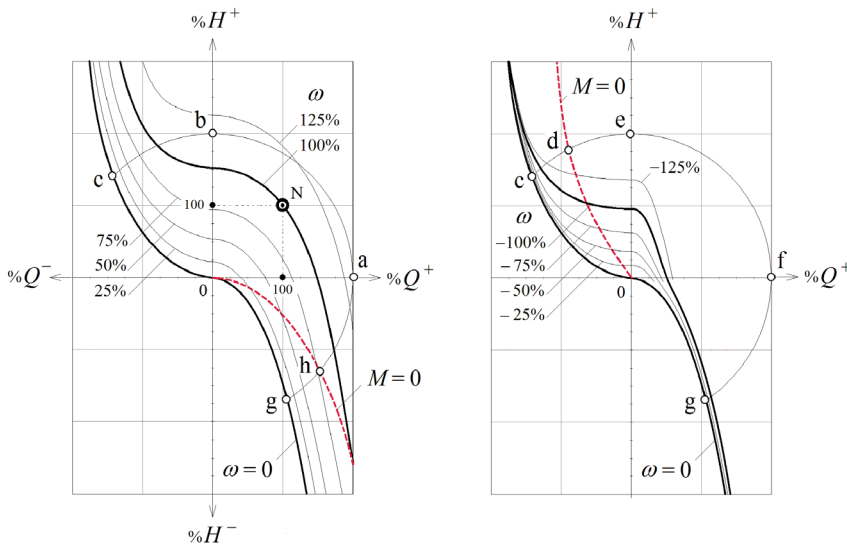 %H⁺
ω
125%
100%
b
c
N
100
75%
50%
25%
a
%Q⁻
%Q⁺
0
100
h
M=0
g
ω=0
%H⁻
%H⁺
M=0
e
d
−125%
c
ω
−100%
−75%
−50%
−25%
f
%Q⁺
0
g
ω=0